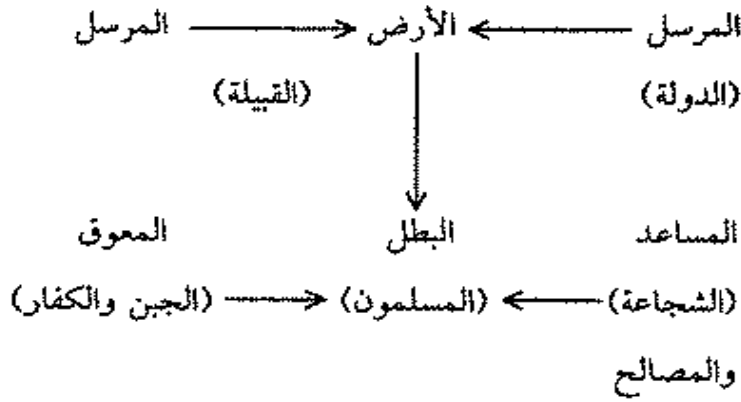 المرسل الأرض المرسل
(الدولة) (القبيلة)
المساعد البطل المعوق
(الشجاعة) (المسلمون) (الجبن والكفار)
والمصالح